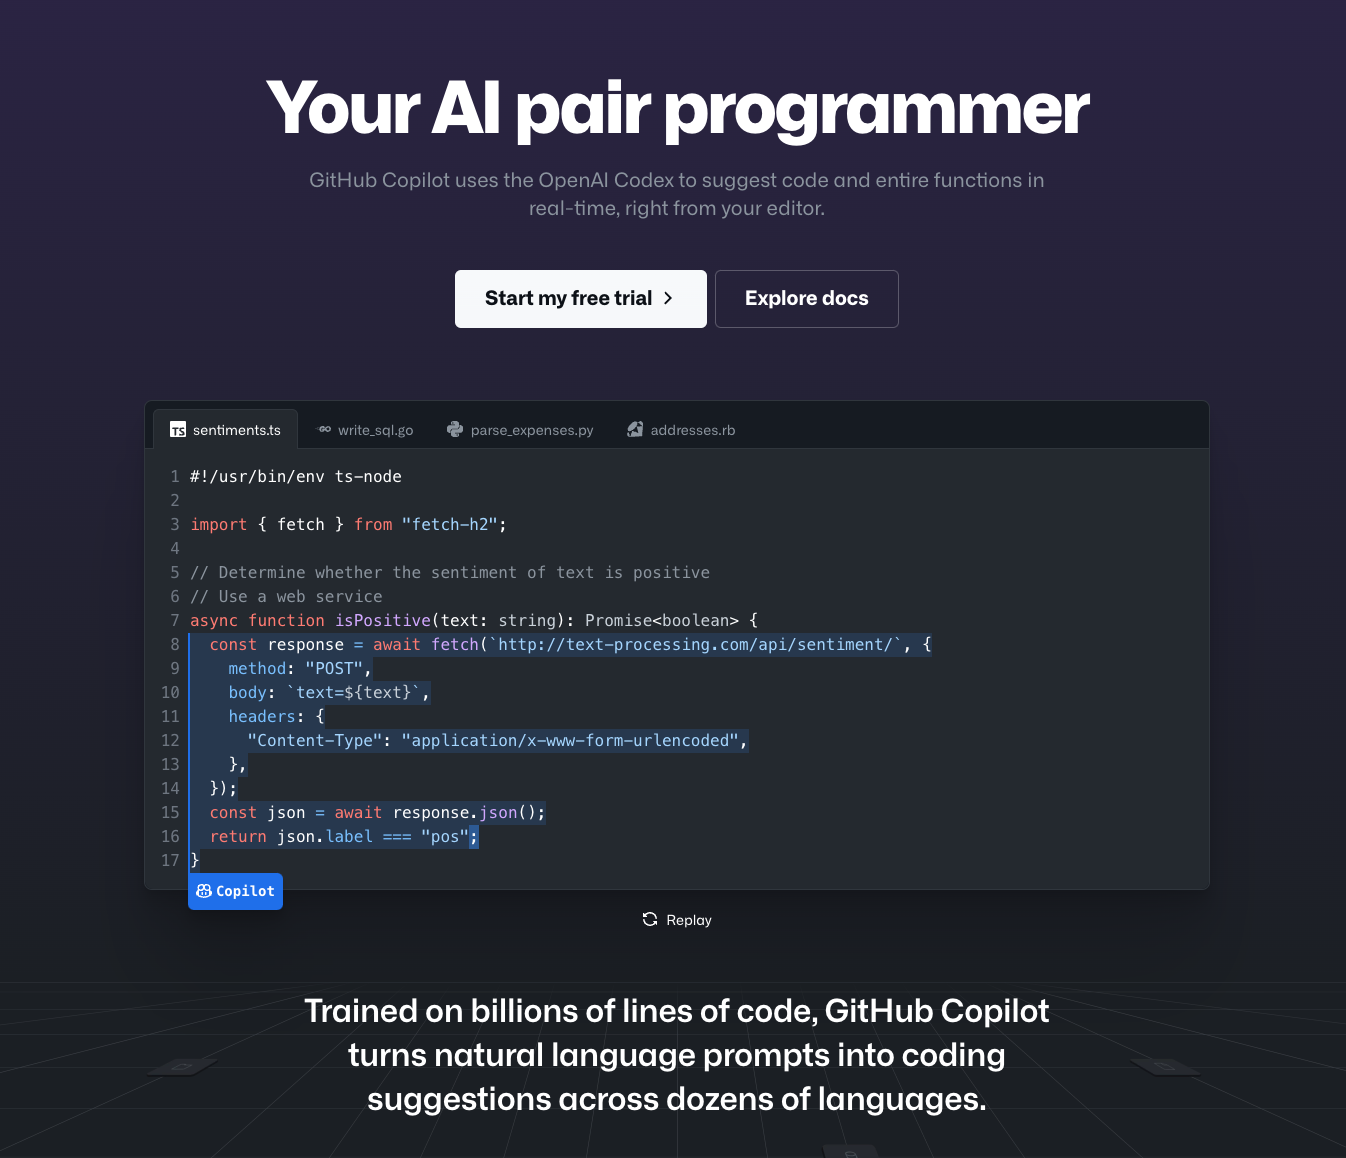 Your AI pair programmer
GitHub Copilot uses the OpenAI Codex to suggest code and entire functions in
real-time, right from your editor.
Start my free trial
Explore docs
TS sentiments.ts
GO write_sql.go
parse_expenses.py
addresses.rb
1 #!/usr/bin/env ts-node
2
3 import { fetch } from "fetch-h2";
4
5 // Determine whether the sentiment of text is positive
6 // Use a web service
7 async function isPositive(text: string): Promise<boolean> {
8   const response = await fetch(`http://text-processing.com/api/sentiment/`, {
9     method: "POST",
10     body: `text=${text}`,
11     headers: {
12       "Content-Type": "application/x-www-form-urlencoded",
13     },
14   });
15   const json = await response.json();
16   return json.label === "pos";
17 }
Copilot
Replay
Trained on billions of lines of code, GitHub Copilot
turns natural language prompts into coding
suggestions across dozens of languages.